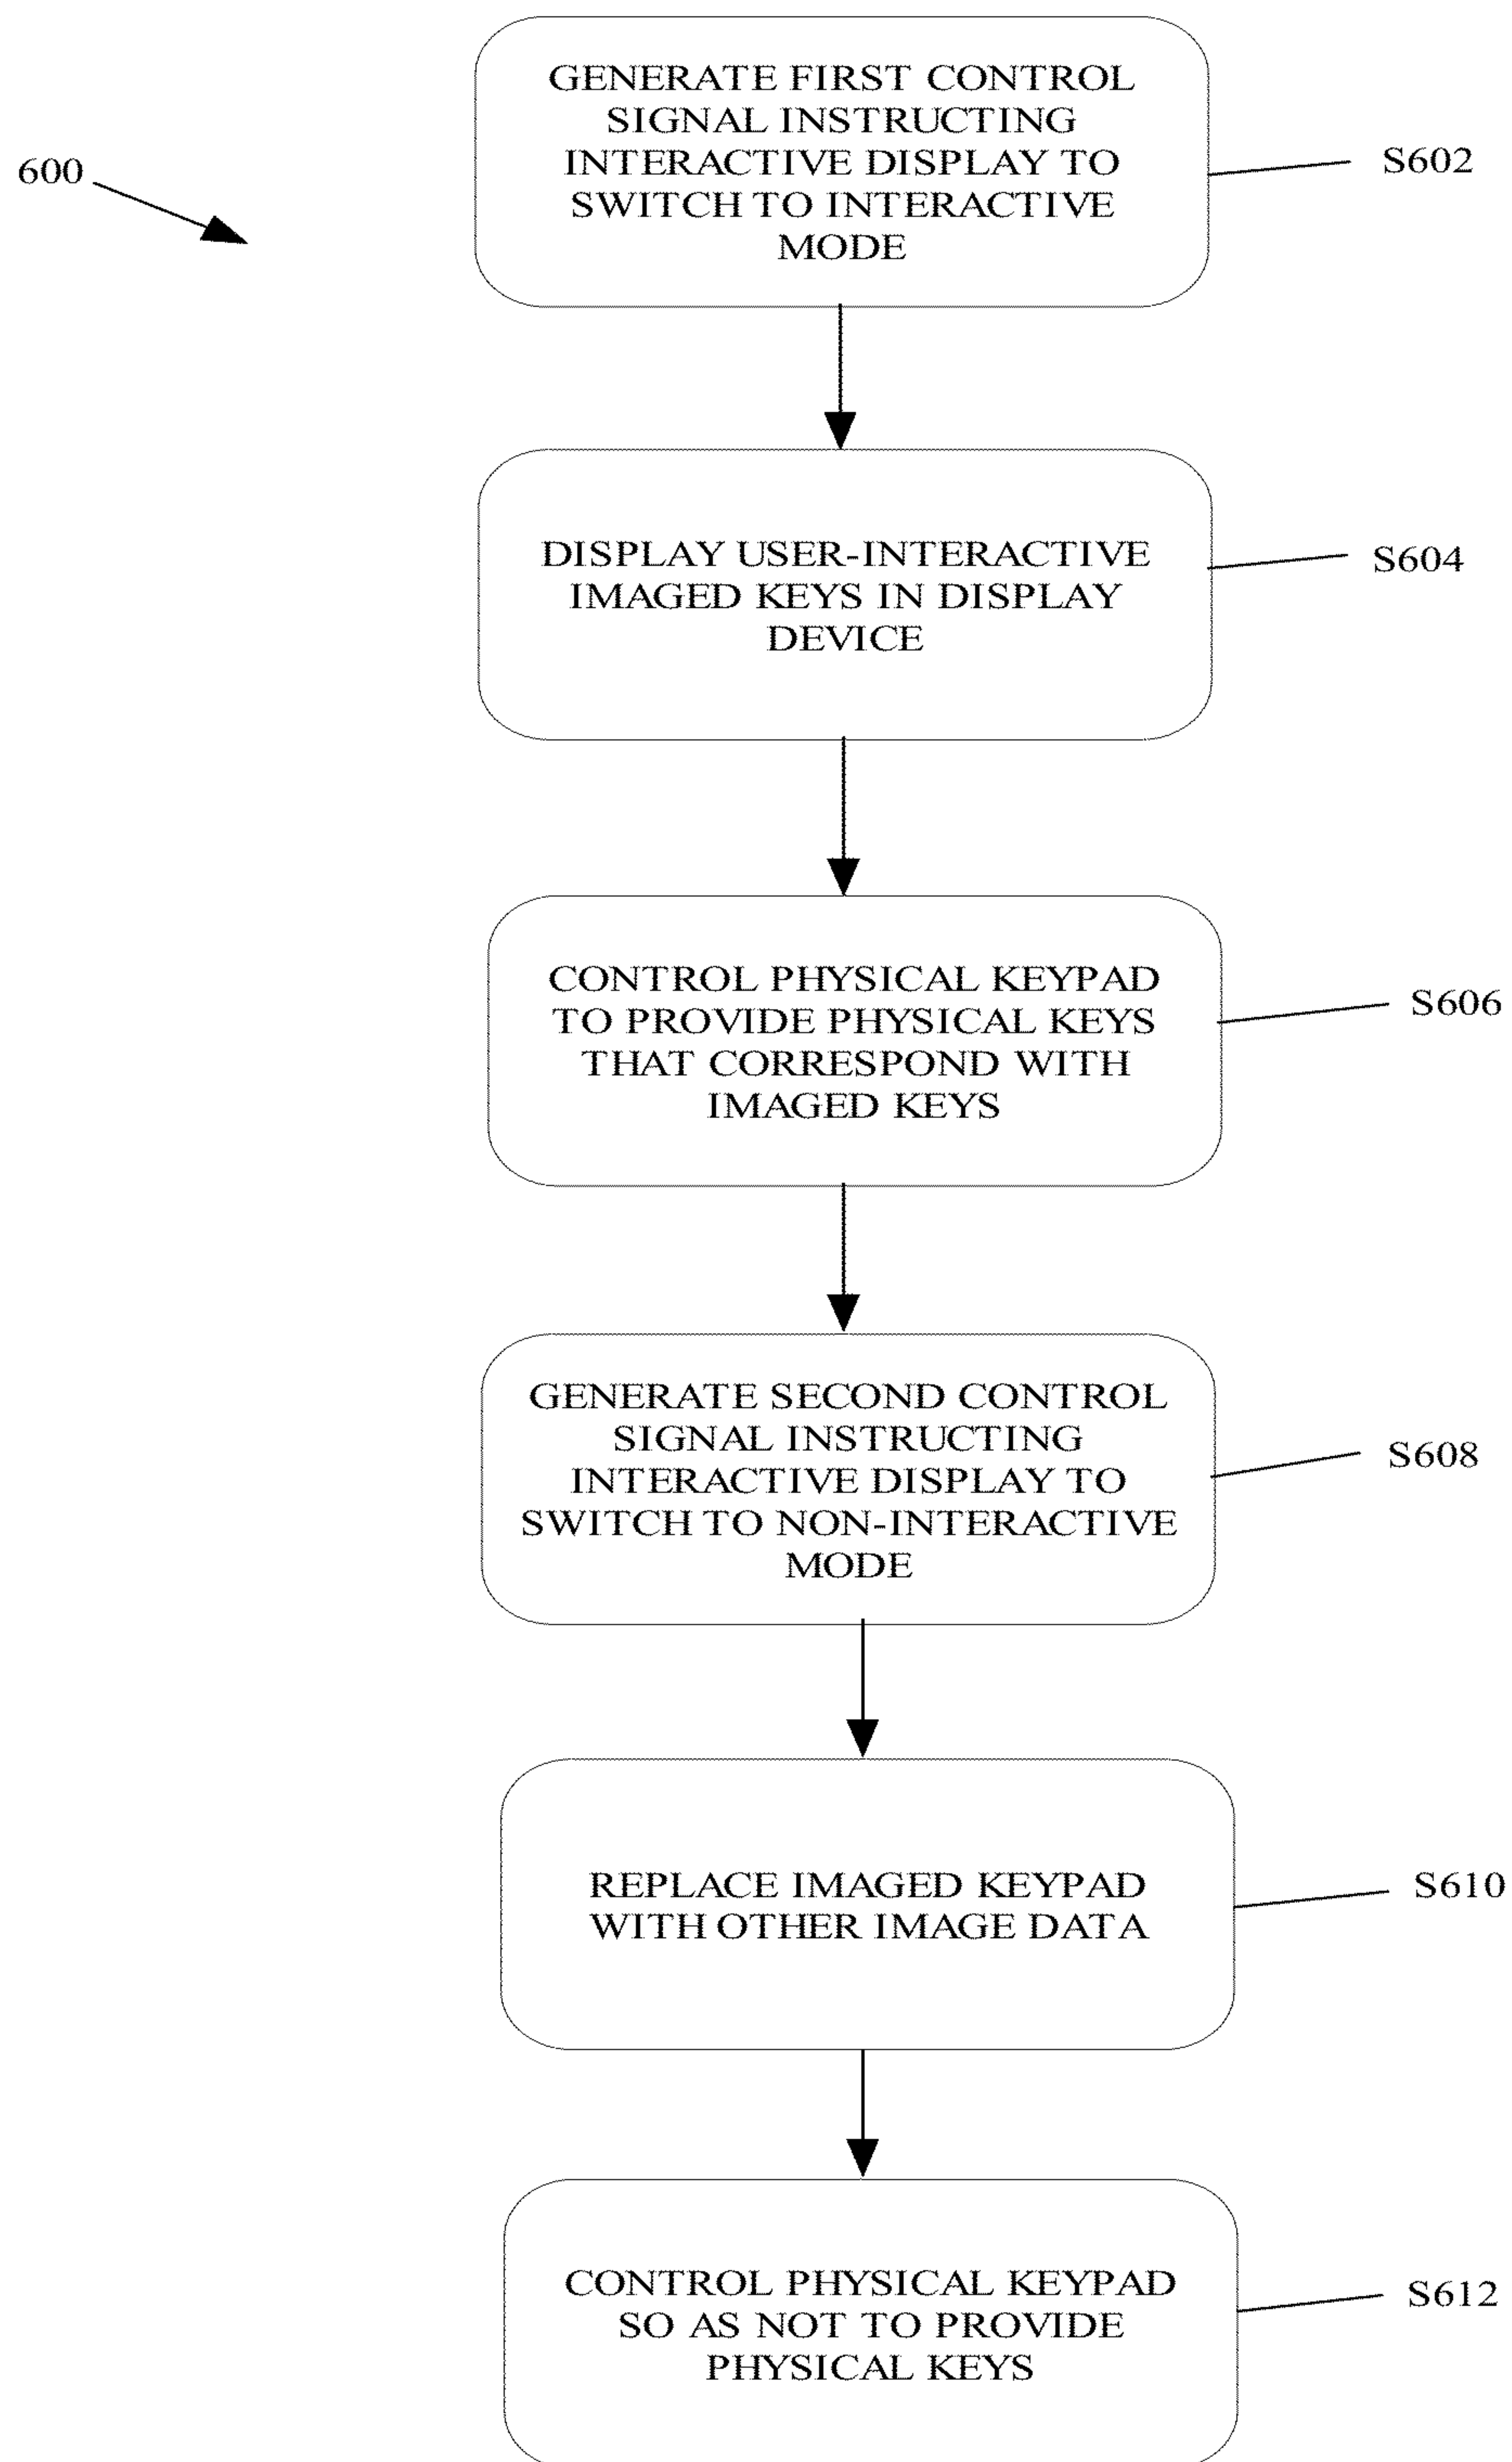 600
GENERATE FIRST CONTROL
SIGNAL INSTRUCTING
INTERACTIVE DISPLAY TO
SWITCH TO INTERACTIVE
MODE
S602
DISPLAY USER-INTERACTIVE
IMAGED KEYS IN DISPLAY
DEVICE
S604
CONTROL PHYSICAL KEYPAD
TO PROVIDE PHYSICAL KEYS
THAT CORRESPOND WITH
IMAGED KEYS
S606
GENERATE SECOND CONTROL
SIGNAL INSTRUCTING
INTERACTIVE DISPLAY TO
SWITCH TO NON-INTERACTIVE
MODE
S608
REPLACE IMAGED KEYPAD
WITH OTHER IMAGE DATA
S610
CONTROL PHYSICAL KEYPAD
SO AS NOT TO PROVIDE
PHYSICAL KEYS
S612